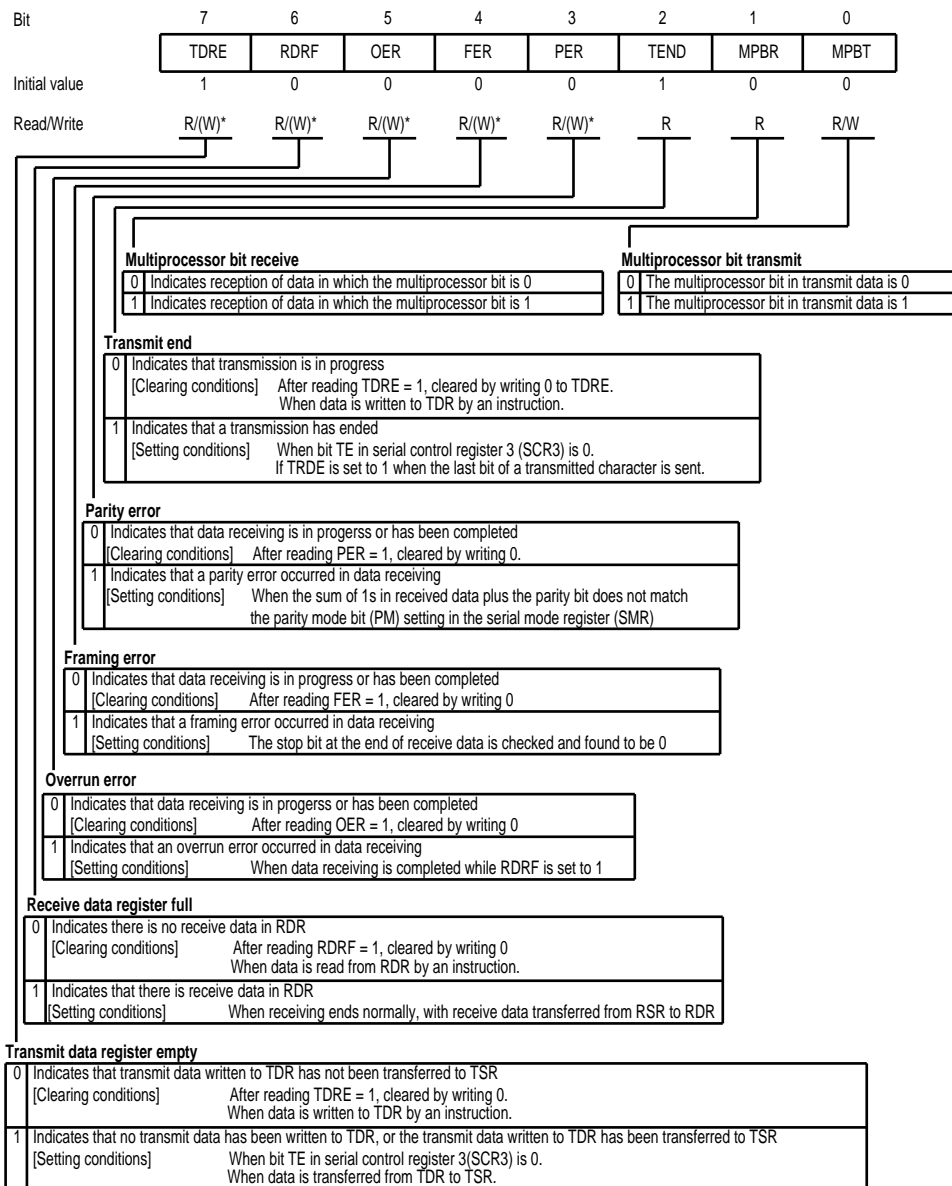 Bit 7 6 5 4 3 2 1 0
TDRE RDRF OER FER PER TEND MPBR MPBT
Initial value 1 0 0 0 0 1 0 0
Read/Write R/(W)* R/(W)* R/(W)* R/(W)* R/(W)* R R R/W
Multiprocessor bit receive
0 Indicates reception of data in which the multiprocessor bit is 0
1 Indicates reception of data in which the multiprocessor bit is 1
Multiprocessor bit transmit
0 The multiprocessor bit in transmit data is 0
1 The multiprocessor bit in transmit data is 1
Transmit end
0 Indicates that transmission is in progress
[Clearing conditions] After reading TDRE = 1, cleared by writing 0 to TDRE.
When data is written to TDR by an instruction.
1 Indicates that a transmission has ended
[Setting conditions] When bit TE in serial control register 3 (SCR3) is 0.
If TRDE is set to 1 when the last bit of a transmitted character is sent.
Parity error
0 Indicates that data receiving is in progerss or has been completed
[Clearing conditions] After reading PER = 1, cleared by writing 0.
1 Indicates that a parity error occurred in data receiving
[Setting conditions] When the sum of 1s in received data plus the parity bit does not match
the parity mode bit (PM) setting in the serial mode register (SMR)
Framing error
0 Indicates that data receiving is in progress or has been completed
[Clearing conditions] After reading FER = 1, cleared by writing 0
1 Indicates that a framing error occurred in data receiving
[Setting conditions] The stop bit at the end of receive data is checked and found to be 0
Overrun error
0 Indicates that data receiving is in progerss or has been completed
[Clearing conditions] After reading OER = 1, cleared by writing 0
1 Indicates that an overrun error occurred in data receiving
[Setting conditions] When data receiving is completed while RDRF is set to 1
Receive data register full
0 Indicates there is no receive data in RDR
[Clearing conditions] After reading RDRF = 1, cleared by writing 0
When data is read from RDR by an instruction.
1 Indicates that there is receive data in RDR
[Setting conditions] When receiving ends normally, with receive data transferred from RSR to RDR
Transmit data register empty
0 Indicates that transmit data written to TDR has not been transferred to TSR
[Clearing conditions] After reading TDRE = 1, cleared by writing 0.
When data is written to TDR by an instruction.
1 Indicates that no transmit data has been written to TDR, or the transmit data written to TDR has been transferred to TSR
[Setting conditions] When bit TE in serial control register 3(SCR3) is 0.
When data is transferred from TDR to TSR.